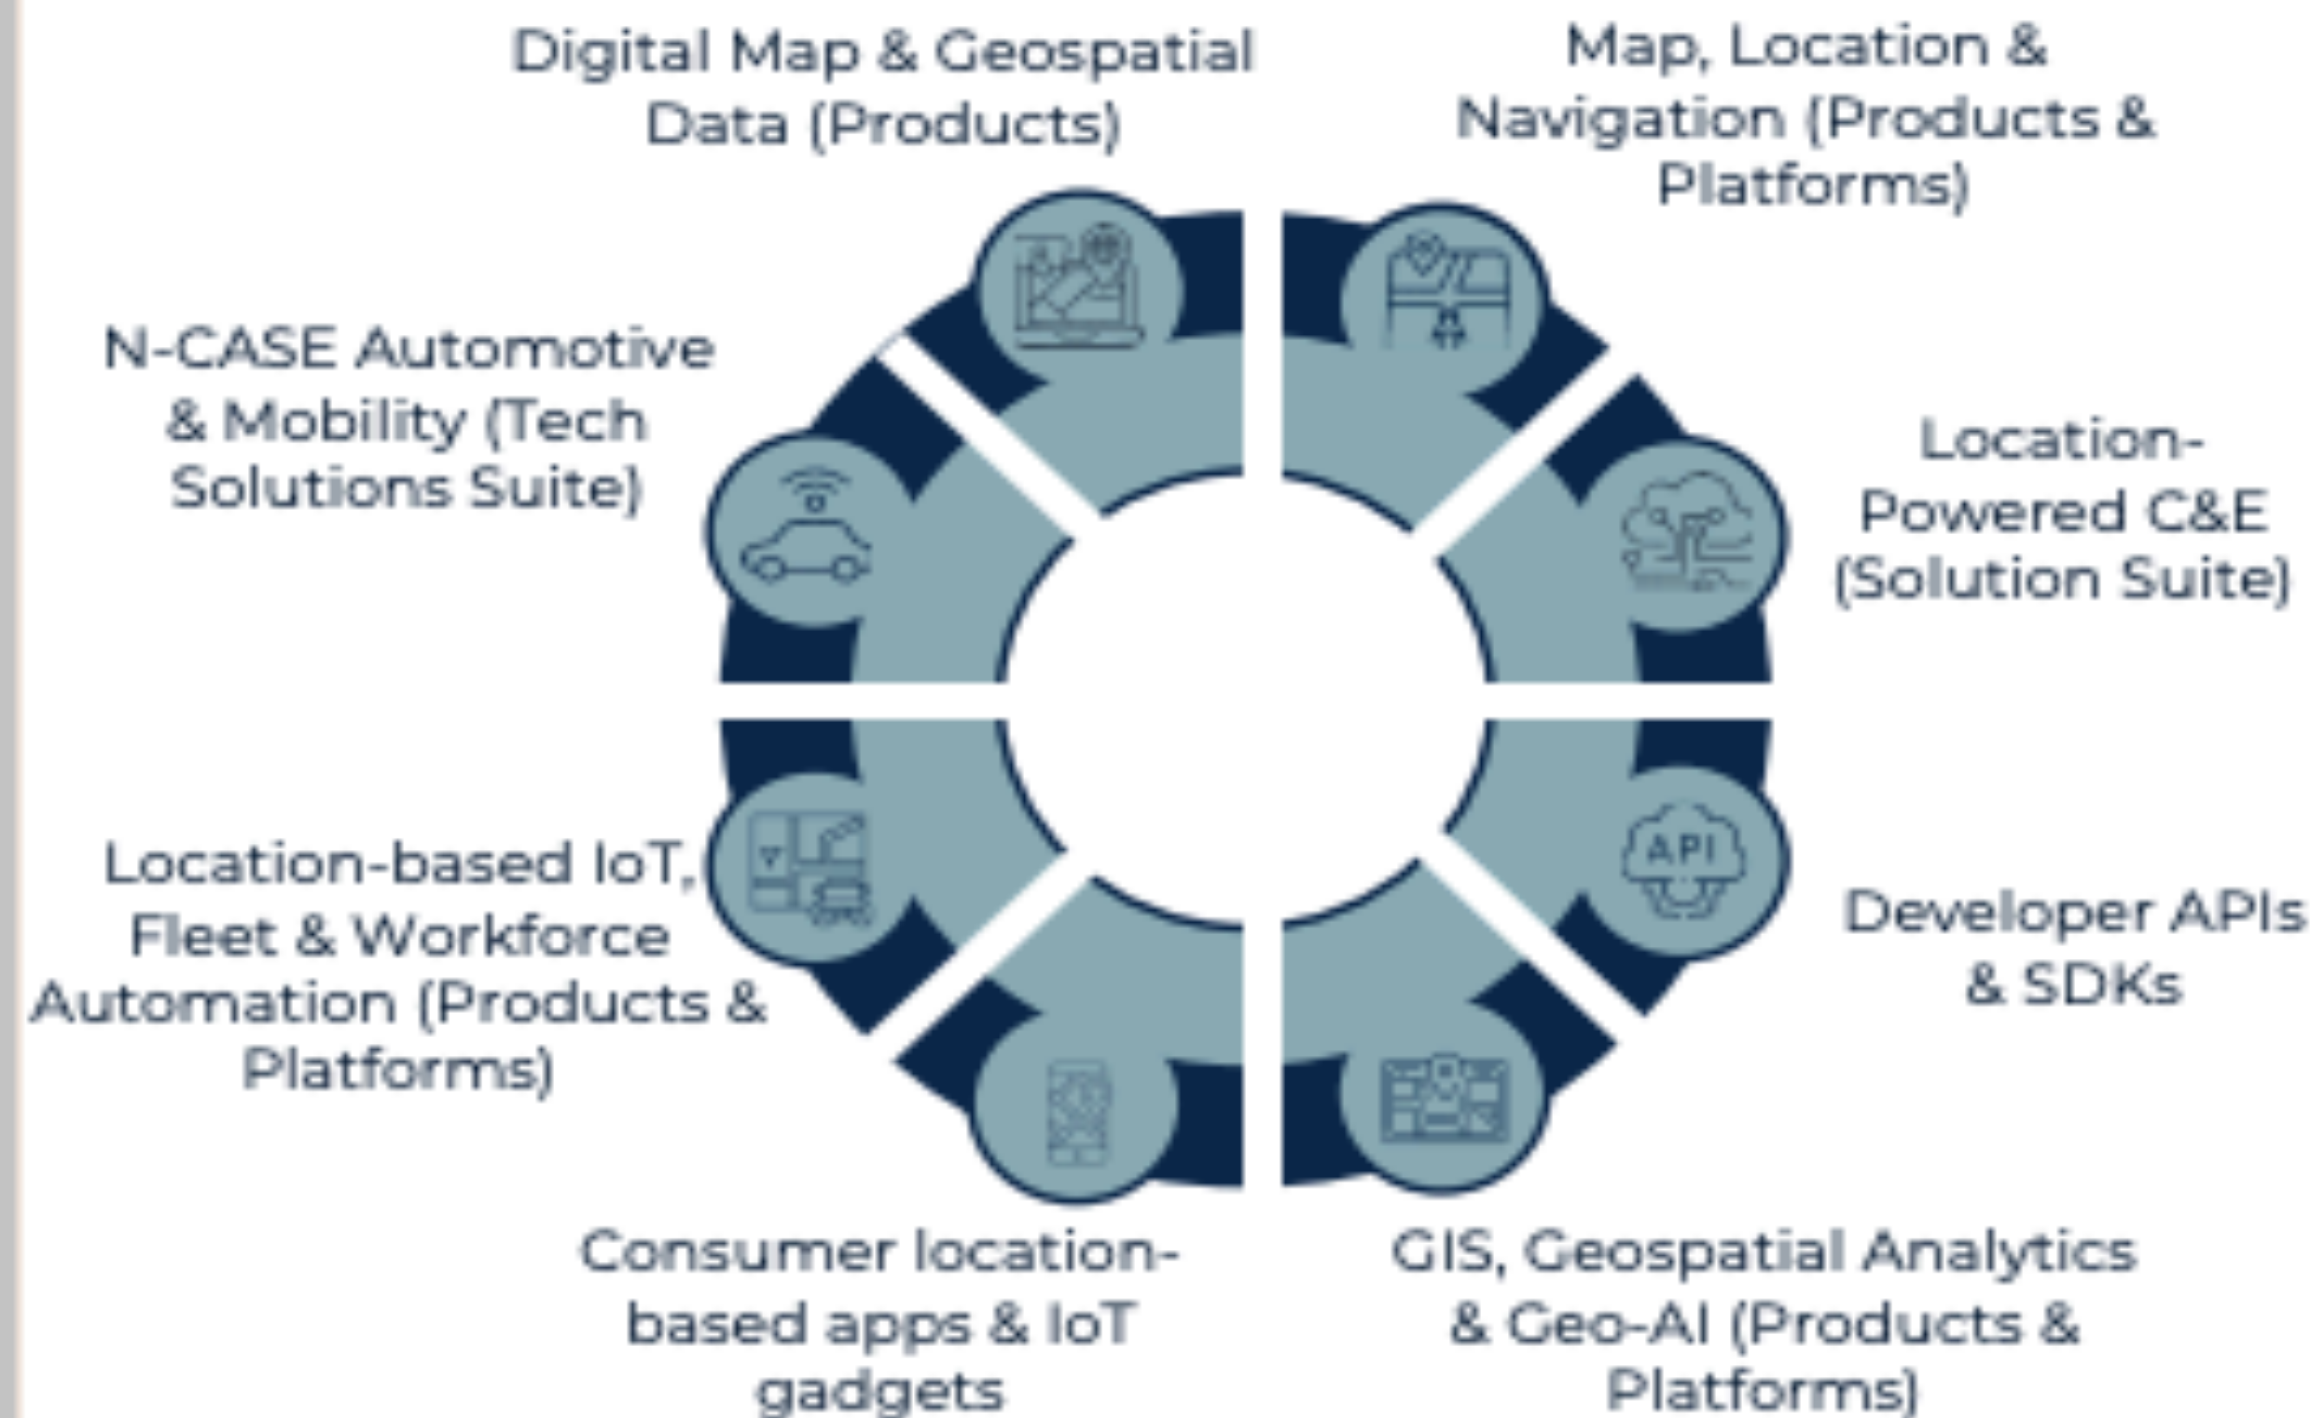 Digital Map & Geospatial
Data (Products)
Map, Location &
Navigation (Products &
Platforms)
N-CASE Automotive
& Mobility (Tech
Solutions Suite)
Location-
Powered C&E
(Solution Suite)
Location-based IoT,
Fleet & Workforce
Automation (Products &
Platforms)
API
Developer APIs
& SDKs
Consumer location-
based apps & IoT
gadgets
GIS, Geospatial Analytics
& Geo-AI (Products &
Platforms)